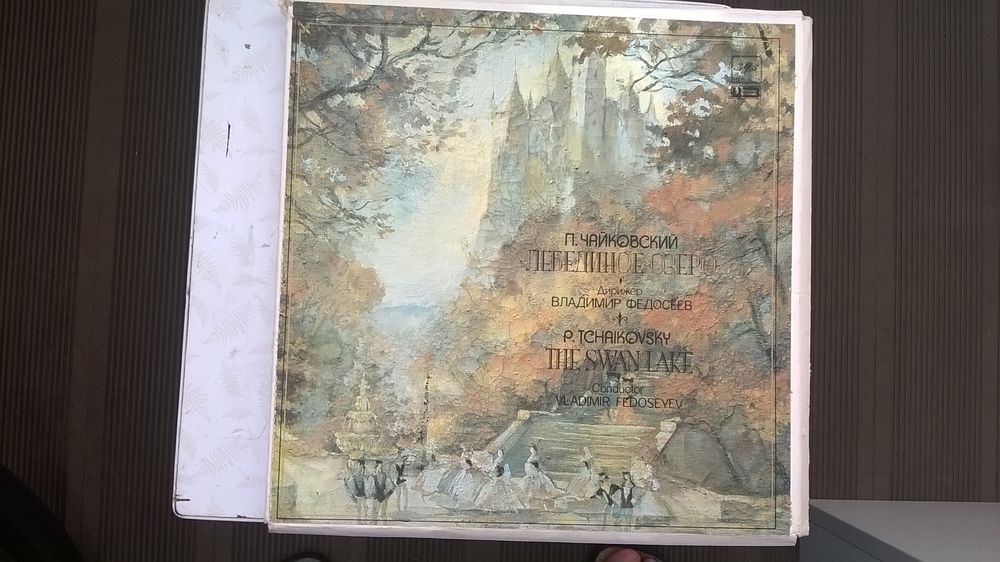 П. ЧАЙКОВСКИЙ
ЛЕБЕДИНОЕ ОЗЕРО
Дирижер
ВЛАДИМИР ФЕДОСЕЕВ
P. TCHAIKOVSKY
THE SWAN LAKE
Conductor
VLADIMIR FEDOSEYEV